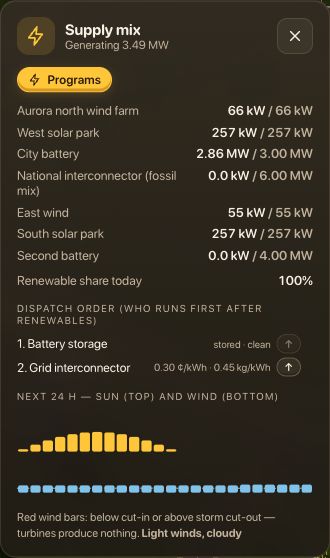 Supply mix
Generating 3.49 MW
Programs
Aurora north wind farm 66 kW / 66 kW
West solar park 257 kW / 257 kW
City battery 2.86 MW / 3.00 MW
National interconnector (fossil 0.0 kW / 6.00 MW
mix)
East wind 55 kW / 55 kW
South solar park 257 kW / 257 kW
Second battery 0.0 kW / 4.00 MW
Renewable share today 100%
DISPATCH ORDER (WHO RUNS FIRST AFTER
RENEWABLES)
1. Battery storage stored · clean ↑
2. Grid interconnector 0.30 ¢/kWh · 0.45 kg/kWh ↑
NEXT 24 H — SUN (TOP) AND WIND (BOTTOM)
Red wind bars: below cut-in or above storm cut-out —
turbines produce nothing. Light winds, cloudy